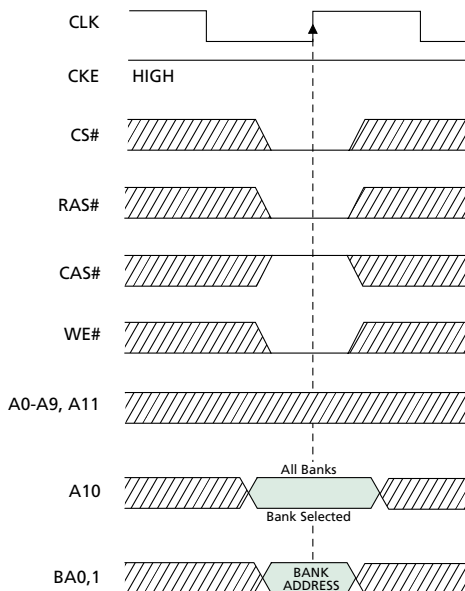 CLK
CKE HIGH
CS#
RAS#
CAS#
WE#
A0-A9, A11
All Banks
A10
Bank Selected
BA0,1 BANK
ADDRESS